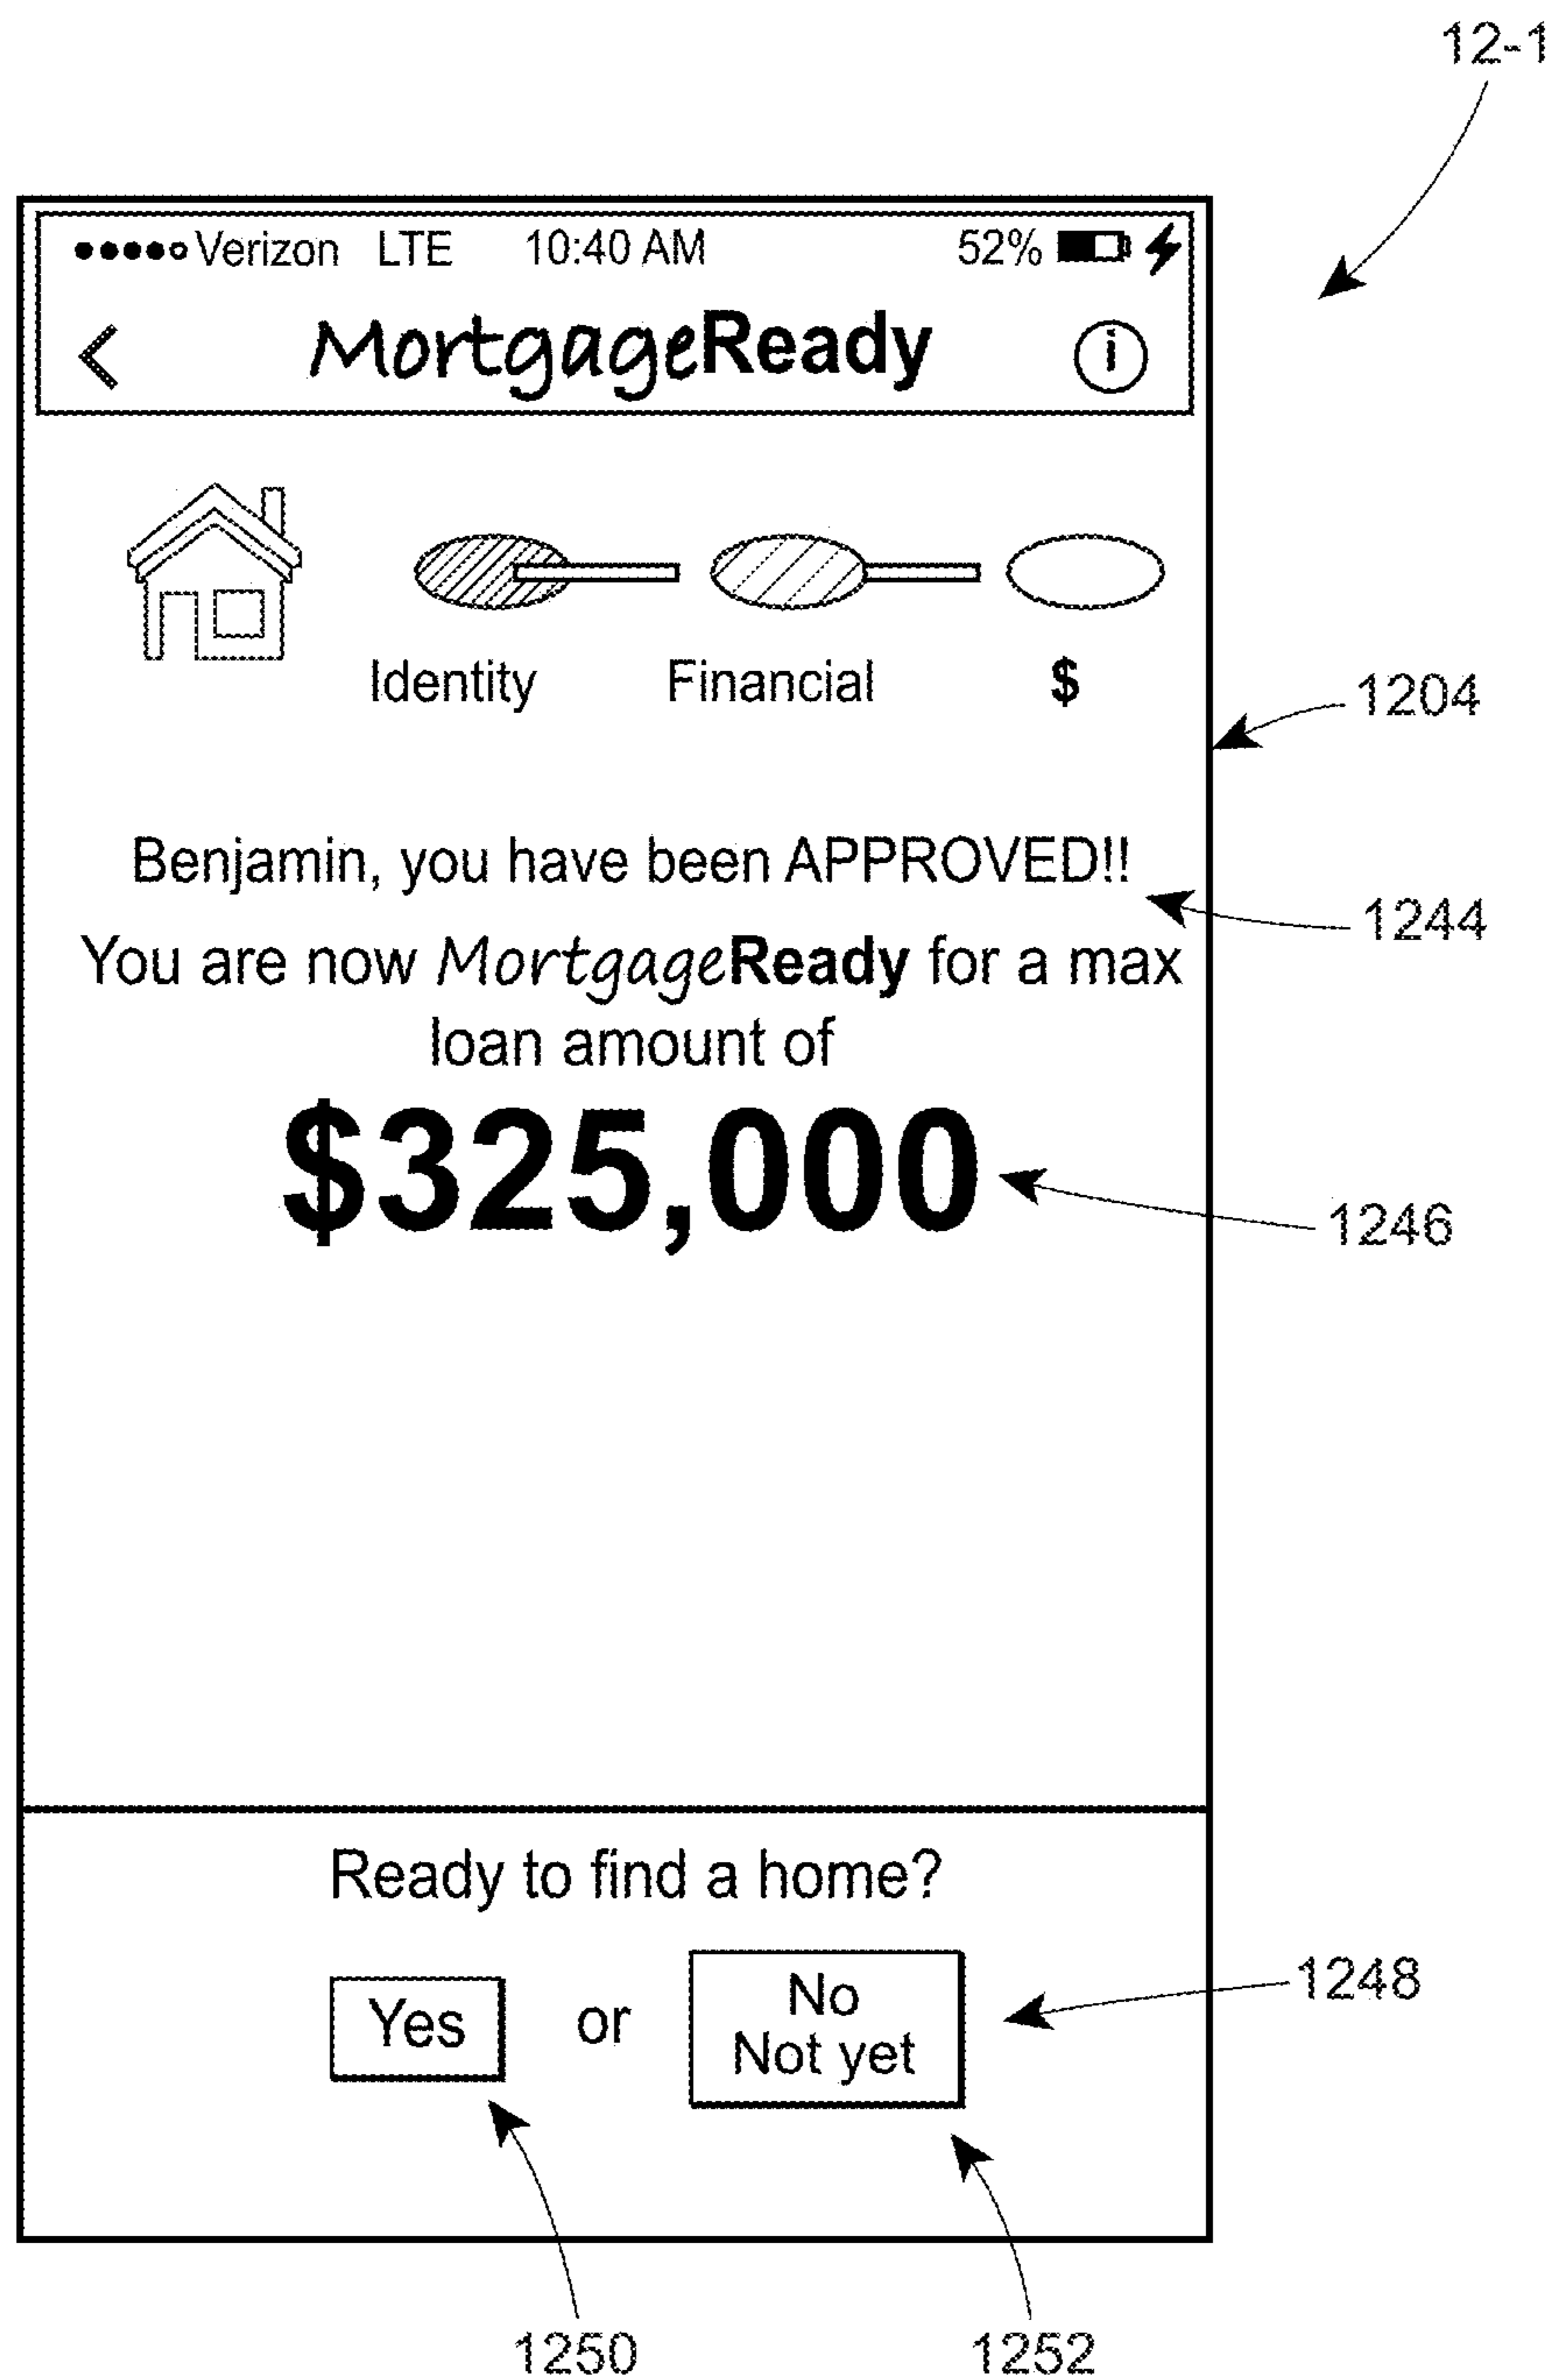 12-1
Verizon LTE 10:40 AM 52%
< MortgageReady i
Identity Financial $
1204
Benjamin, you have been APPROVED!!
1244
You are now MortgageReady for a max
loan amount of
$325,000
1246
Ready to find a home?
1248
Yes or No
Not yet
1250 1252